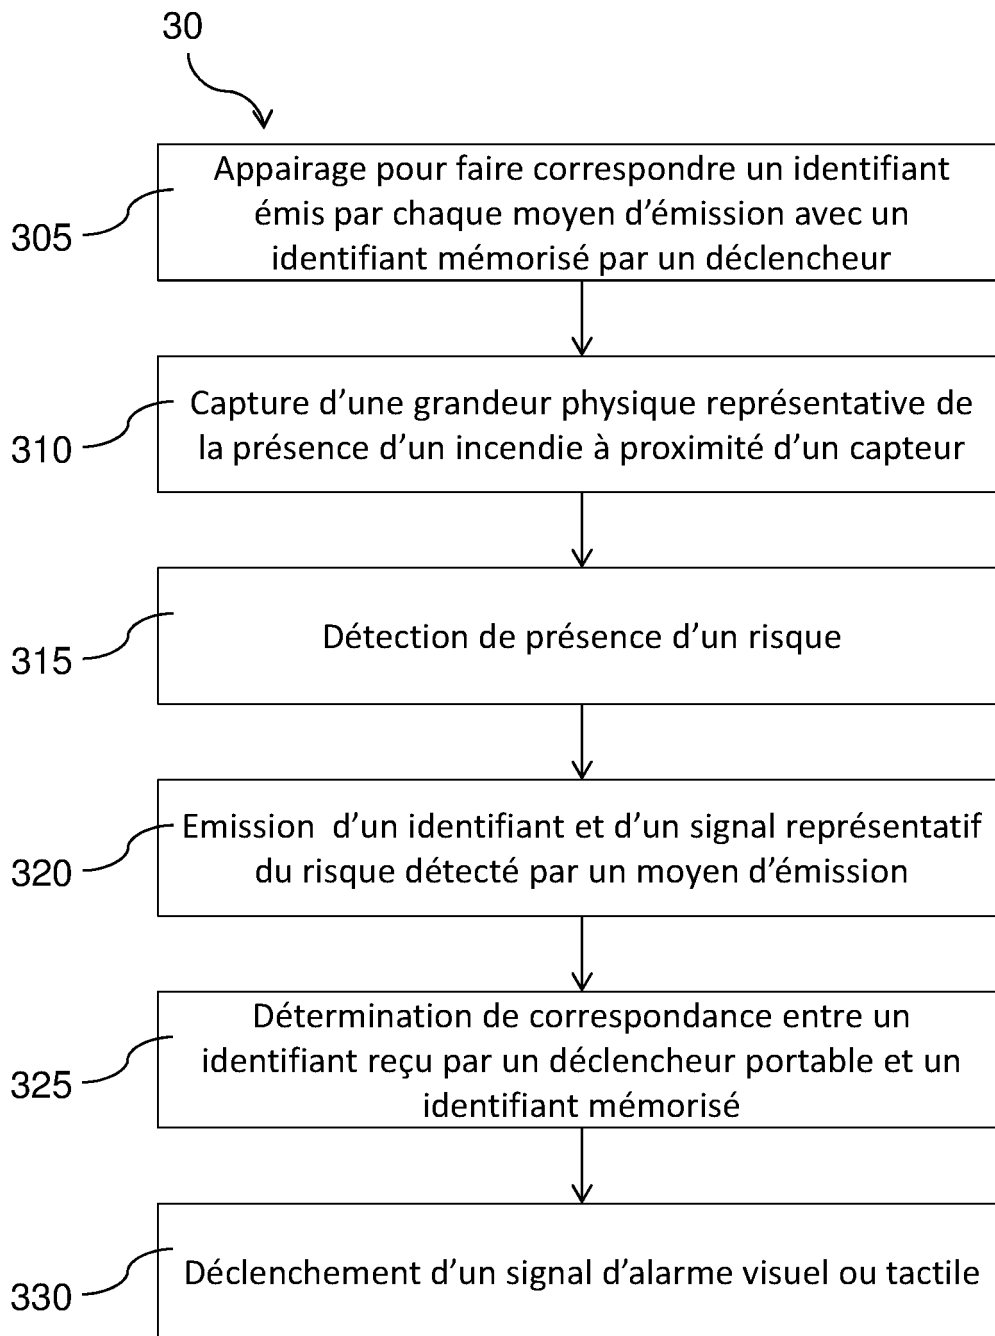 30
305
Appairage pour faire correspondre un identifiant
émis par chaque moyen d'émission avec un
identifiant mémorisé par un déclencheur
310
Capture d'une grandeur physique représentative de
la présence d'un incendie à proximité d'un capteur
315
Détection de présence d'un risque
320
Emission  d'un identifiant et d'un signal représentatif
du risque détecté par un moyen d'émission
325
Détermination de correspondance entre un
identifiant reçu par un déclencheur portable et un
identifiant mémorisé
330
Déclenchement d'un signal d'alarme visuel ou tactile